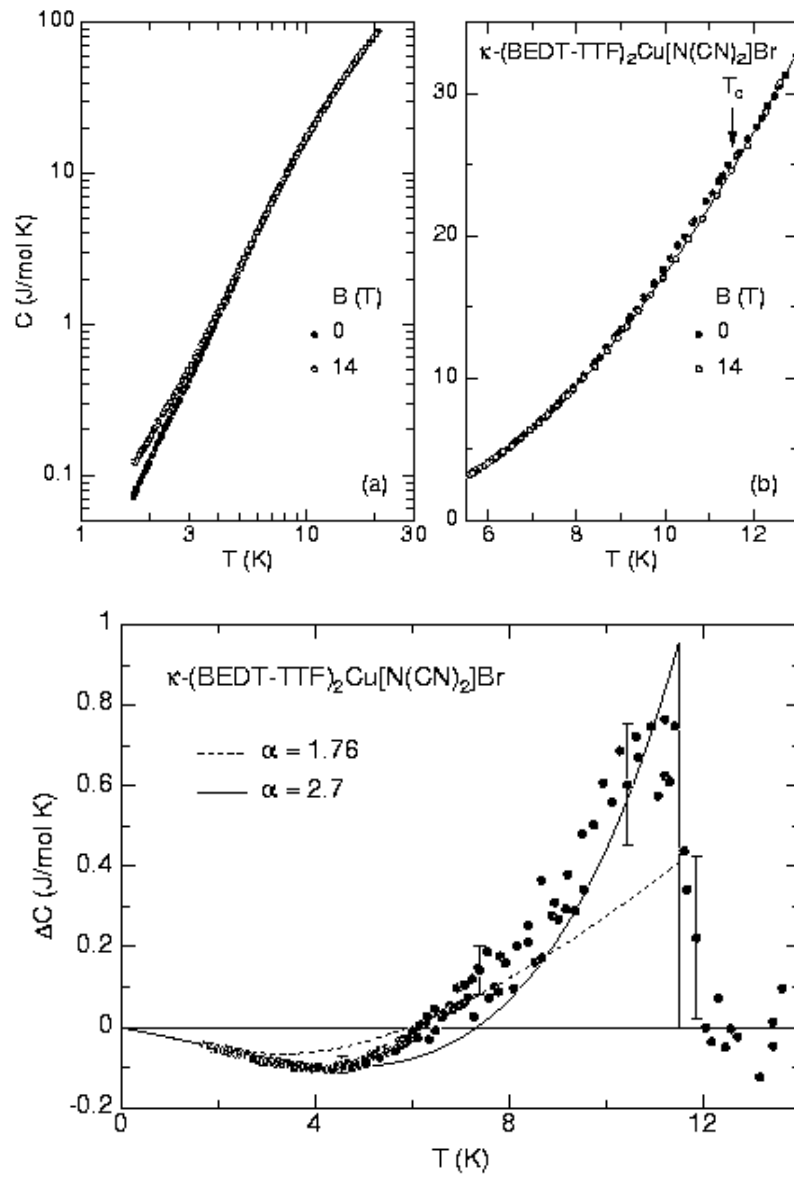 100
10
1
0.1
C (J/mol K)
B (T)
0
14
(a)
1
3
10
30
T (K)
κ-(BEDT-TTF)₂Cu[N(CN)₂]Br
30
20
10
0
T_c
B (T)
0
14
(b)
6
8
10
12
T (K)
1
0.8
0.6
0.4
0.2
0
-0.2
ΔC (J/mol K)
κ-(BEDT-TTF)₂Cu[N(CN)₂]Br
α = 1.76
α = 2.7
0
4
8
12
T (K)